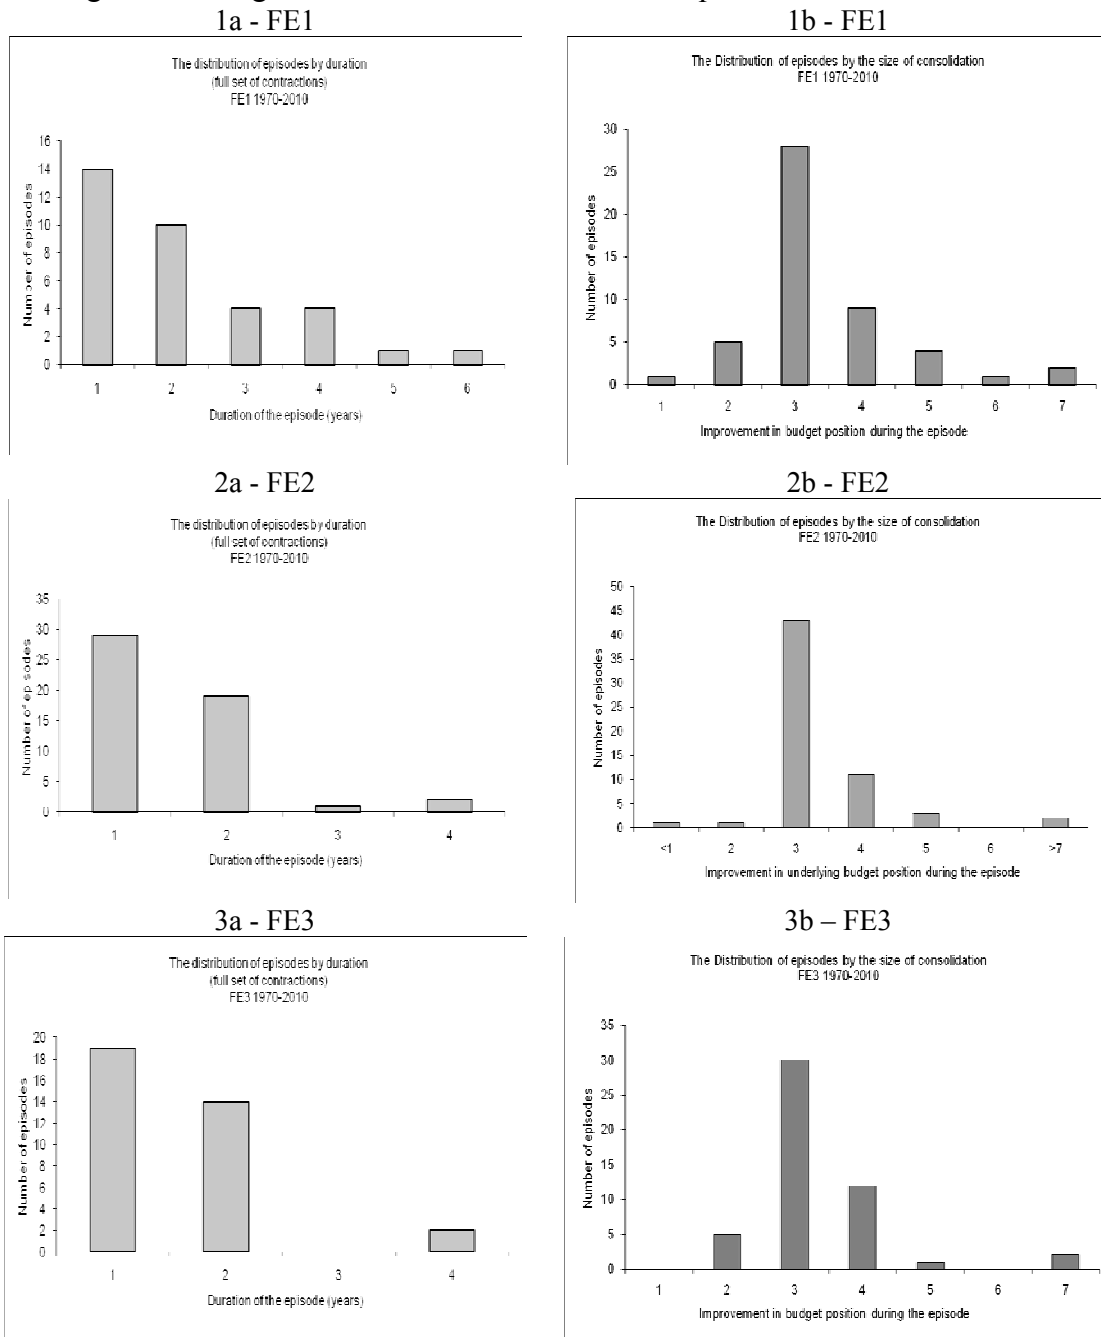 1a - FE1
The distribution of episodes by duration
(full set of contractions)
FE1 1970-2010
Number of episodes
16
14
12
10
8
6
4
2
0
1 2 3 4 5 6
Duration of the episode (years)
1b - FE1
The Distribution of episodes by the size of consolidation
FE1 1970-2010
Number of episodes
30
25
20
15
10
5
0
1 2 3 4 5 6 7
Improvement in budget position during the episode
2a - FE2
The distribution of episodes by duration
(full set of contractions)
FE2 1970-2010
Number of episodes
35
30
25
20
15
10
5
0
1 2 3 4
Duration of the episode (years)
2b - FE2
The Distribution of episodes by the size of consolidation
FE2 1970-2010
Number of episodes
50
45
40
35
30
25
20
15
10
5
0
<1 2 3 4 5 6 >7
Improvement in underlying budget position during the episode
3a - FE3
The distribution of episodes by duration
(full set of contractions)
FE3 1970-2010
Number of episodes
20
18
16
14
12
10
8
6
4
2
0
1 2 3 4
Duration of the episode (years)
3b – FE3
The Distribution of episodes by the size of consolidation
FE3 1970-2010
Number of episodes
35
30
25
20
15
10
5
0
1 2 3 4 5 6 7
Improvement in budget position during the episode